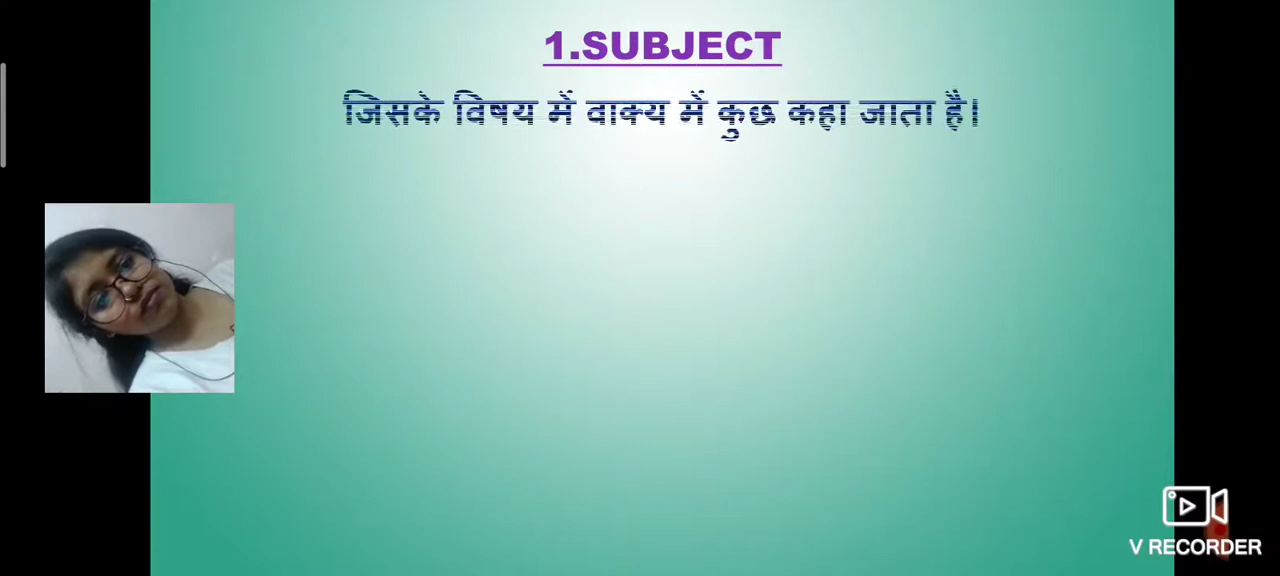 1.SUBJECT
जिसके विषय में वाक्य में कुछ कहा जाता है।
V RECORDER